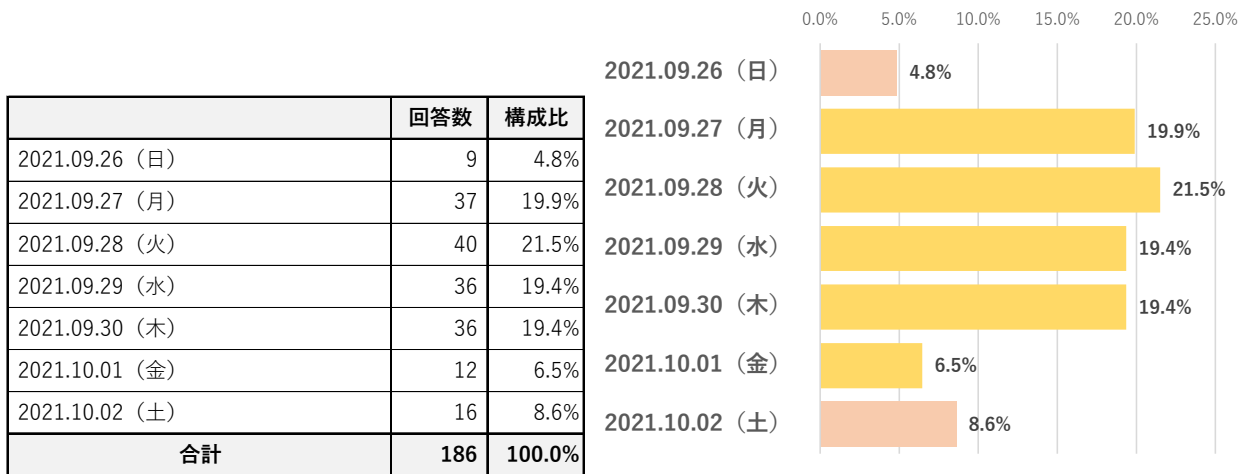 回答数 構成比
2021.09.26（日） 9 4.8%
2021.09.27（月） 37 19.9%
2021.09.28（火） 40 21.5%
2021.09.29（水） 36 19.4%
2021.09.30（木） 36 19.4%
2021.10.01（金） 12 6.5%
2021.10.02（土） 16 8.6%
合計 186 100.0%
0.0% 5.0% 10.0% 15.0% 20.0% 25.0%
2021.09.26（日） 4.8%
2021.09.27（月） 19.9%
2021.09.28（火） 21.5%
2021.09.29（水） 19.4%
2021.09.30（木） 19.4%
2021.10.01（金） 6.5%
2021.10.02（土） 8.6%